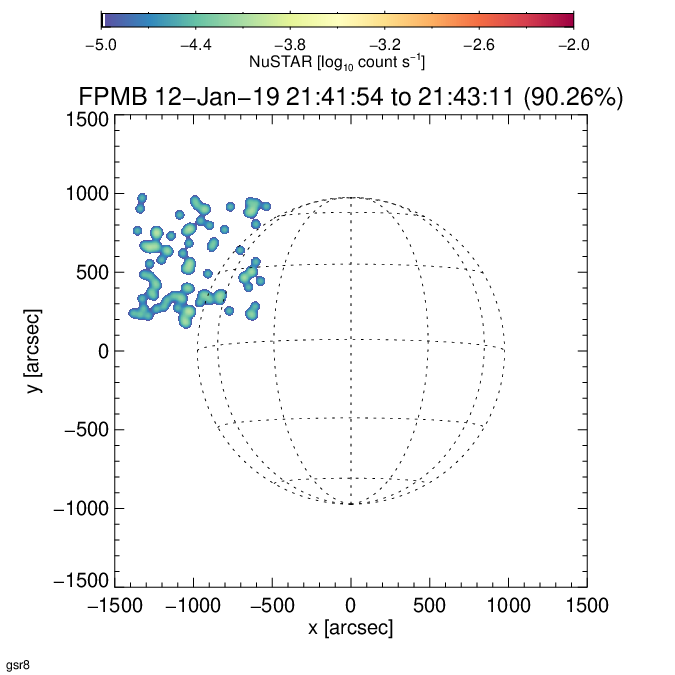 −5.0 −4.4 −3.8 −3.2 −2.6 −2.0
NuSTAR [log10 count s−1]
FPMB 12−Jan−19 21:41:54 to 21:43:11 (90.26%)
1500
1000
500
0
−500
−1000
−1500
y [arcsec]
−1500 −1000 −500 0 500 1000 1500
x [arcsec]
gsr8